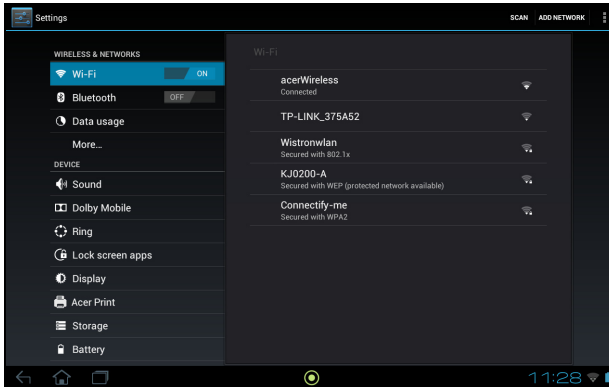 Settings
SCAN ADD NETWORK
WIRELESS & NETWORKS
Wi-Fi ON
Bluetooth OFF
Data usage
More...
DEVICE
Sound
Dolby Mobile
Ring
Lock screen apps
Display
Acer Print
Storage
Battery
Wi-Fi
acerWireless
Connected
TP-LINK_375A52
Wistronwlan
Secured with 802.1x
KJ0200-A
Secured with WEP (protected network available)
Connectify-me
Secured with WPA2
11:28